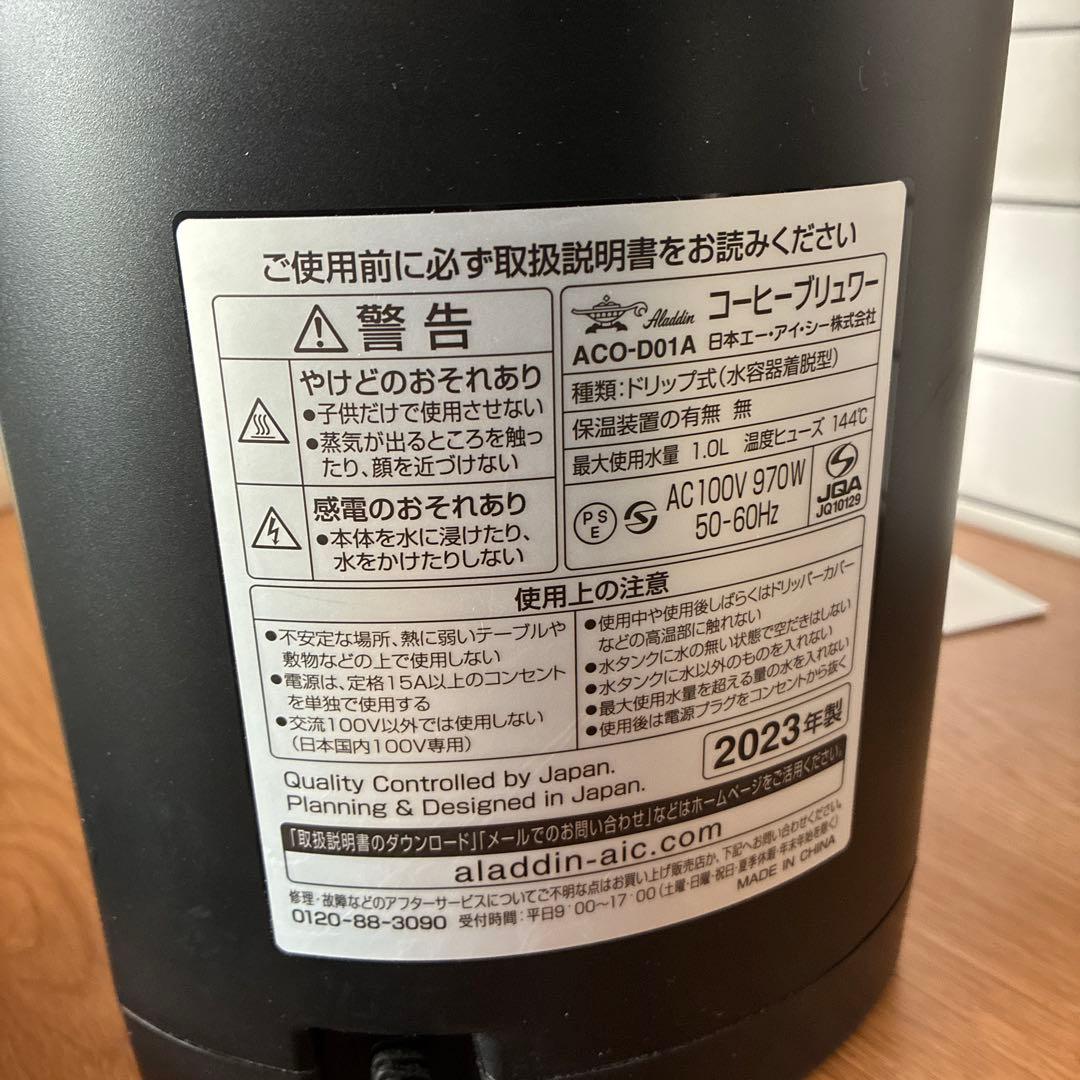 ご使用前に必ず取扱説明書をお読みください
警告
やけどのおそれあり
●子供だけで使用させない
●蒸気が出るところを触っ
たり、顔を近づけない
感電のおそれあり
●本体を水に浸けたり、
水をかけたりしない
Aladdin コーヒーブリュワー
ACO-D01A 日本エー・アイ・シー株式会社
種類:ドリップ式(水容器着脱型)
保温装置の有無 無
最大使用水量 1.0L 温度ヒューズ 144℃
PSE
AC100V 970W
50-60Hz
JQA
JQ10129
使用上の注意
●不安定な場所、熱に弱いテーブルや
敷物などの上で使用しない
●電源は、定格15A以上のコンセント
を単独で使用する
●交流100V以外では使用しない
(日本国内100V専用)
●使用中や使用後しばらくはドリッパーカバー
などの高温部に触れない
●水タンクに水の無い状態で空だきはしない
●水タンクに水以外のものを入れない
●最大使用水量を超える量の水を入れない
●使用後は電源プラグをコンセントから抜く
2023年製
Quality Controlled by Japan.
Planning & Designed in Japan.
「取扱説明書のダウンロード」「メールでのお問い合わせ」などはホームページをご活用ください。
aladdin-aic.com
修理・故障などのアフターサービスについてご不明な点はお買い上げ販売店か、下記へお問い合わせください。
0120-88-3090 受付時間:平日9:00〜17:00(土曜・日曜・祝日・夏季休暇・年末年始を除く)
MADE IN CHINA